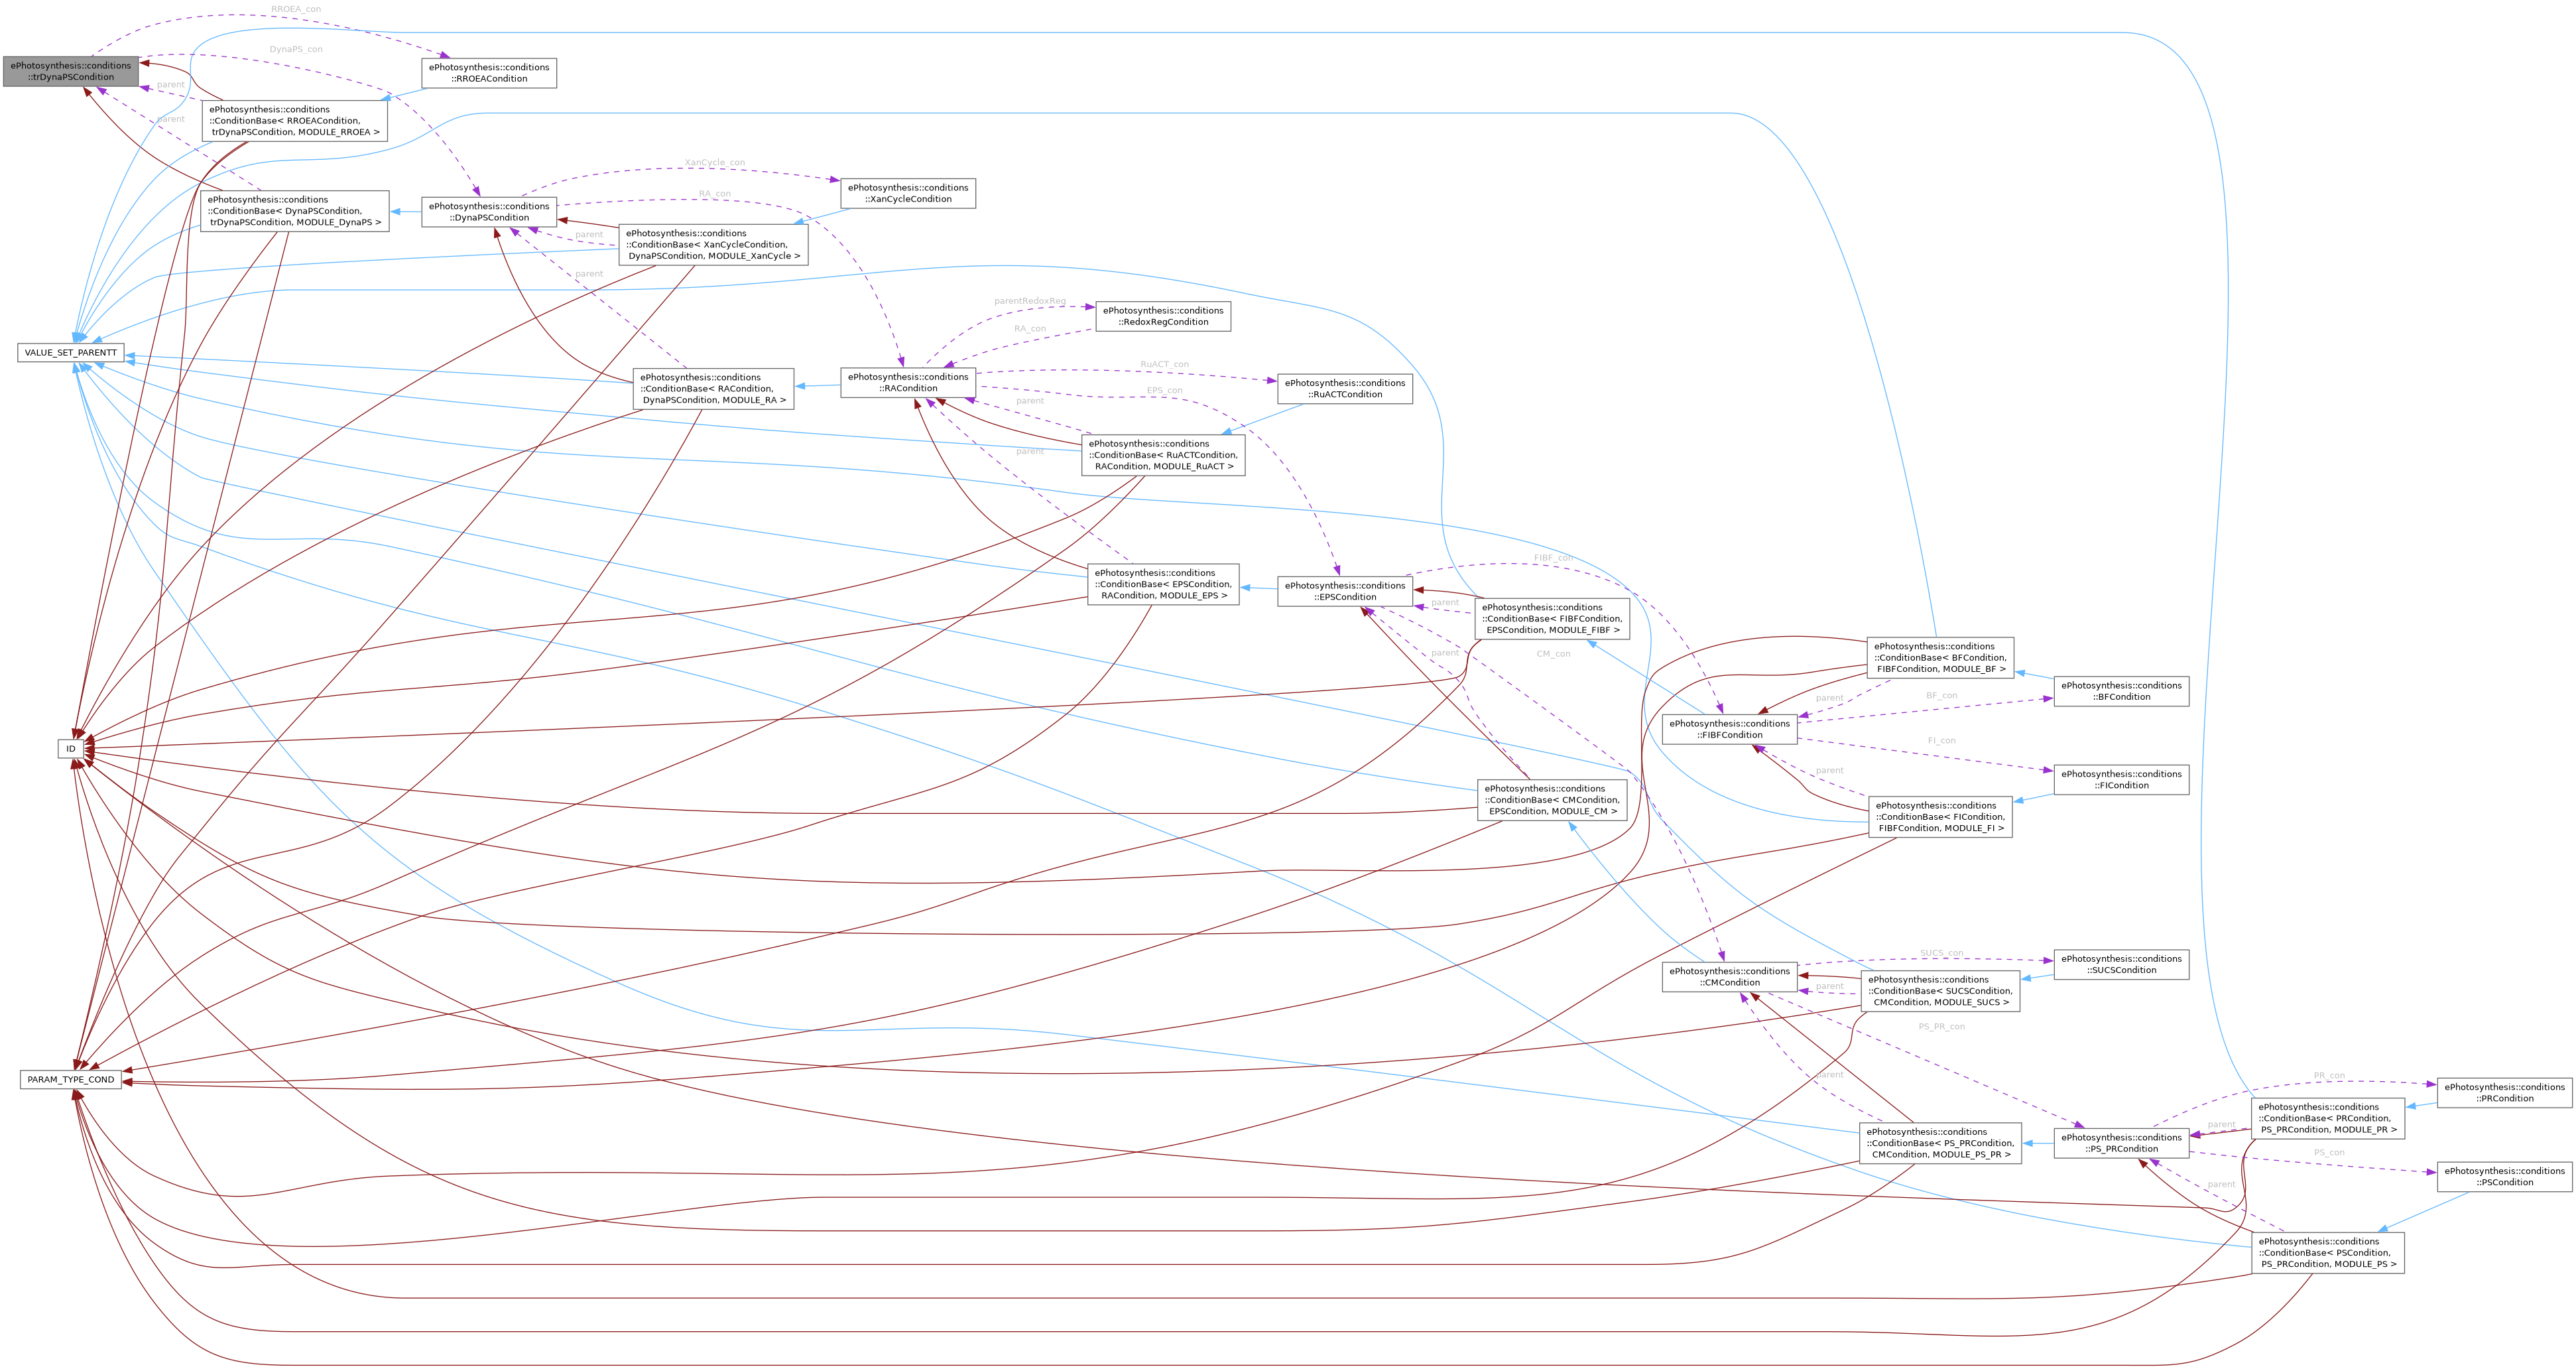 RROEA_con
DynaPS_con
ePhotosynthesis::conditions
::trDynaPSCondition
ePhotosynthesis::conditions
::RROEACondition
parent
ePhotosynthesis::conditions
::ConditionBase< RROEACondition,
trDynaPSCondition, MODULE_RROEA >
parent
XanCycle_con
ePhotosynthesis::conditions
::XanCycleCondition
RA_con
ePhotosynthesis::conditions
::ConditionBase< DynaPSCondition,
trDynaPSCondition, MODULE_DynaPS >
ePhotosynthesis::conditions
::DynaPSCondition
parent
ePhotosynthesis::conditions
::ConditionBase< XanCycleCondition,
DynaPSCondition, MODULE_XanCycle >
parent
parentRedoxReg
ePhotosynthesis::conditions
::RedoxRegCondition
RA_con
VALUE_SET_PARENTT
RuACT_con
ePhotosynthesis::conditions
::ConditionBase< RACondition,
DynaPSCondition, MODULE_RA >
ePhotosynthesis::conditions
::RACondition
EPS_con
ePhotosynthesis::conditions
::RuACTCondition
parent
ePhotosynthesis::conditions
::ConditionBase< RuACTCondition,
RACondition, MODULE_RuACT >
parent
FIBF_con
ePhotosynthesis::conditions
::ConditionBase< EPSCondition,
RACondition, MODULE_EPS >
ePhotosynthesis::conditions
::EPSCondition
parent
ePhotosynthesis::conditions
::ConditionBase< FIBFCondition,
EPSCondition, MODULE_FIBF >
parent
CM_con
ePhotosynthesis::conditions
::ConditionBase< BFCondition,
FIBFCondition, MODULE_BF >
parent
BF_con
ePhotosynthesis::conditions
::BFCondition
ePhotosynthesis::conditions
::FIBFCondition
FI_con
ID
parent
ePhotosynthesis::conditions
::FICondition
ePhotosynthesis::conditions
::ConditionBase< CMCondition,
EPSCondition, MODULE_CM >
ePhotosynthesis::conditions
::ConditionBase< FICondition,
FIBFCondition, MODULE_FI >
SUCS_con
ePhotosynthesis::conditions
::SUCSCondition
ePhotosynthesis::conditions
::CMCondition
parent
ePhotosynthesis::conditions
::ConditionBase< SUCSCondition,
CMCondition, MODULE_SUCS >
PS_PR_con
parent
PR_con
PARAM_TYPE_COND
ePhotosynthesis::conditions
::PRCondition
ePhotosynthesis::conditions
::ConditionBase< PS_PRCondition,
CMCondition, MODULE_PS_PR >
ePhotosynthesis::conditions
::PS_PRCondition
parent
ePhotosynthesis::conditions
::ConditionBase< PRCondition,
PS_PRCondition, MODULE_PR >
PS_con
ePhotosynthesis::conditions
::PSCondition
parent
ePhotosynthesis::conditions
::ConditionBase< PSCondition,
PS_PRCondition, MODULE_PS >